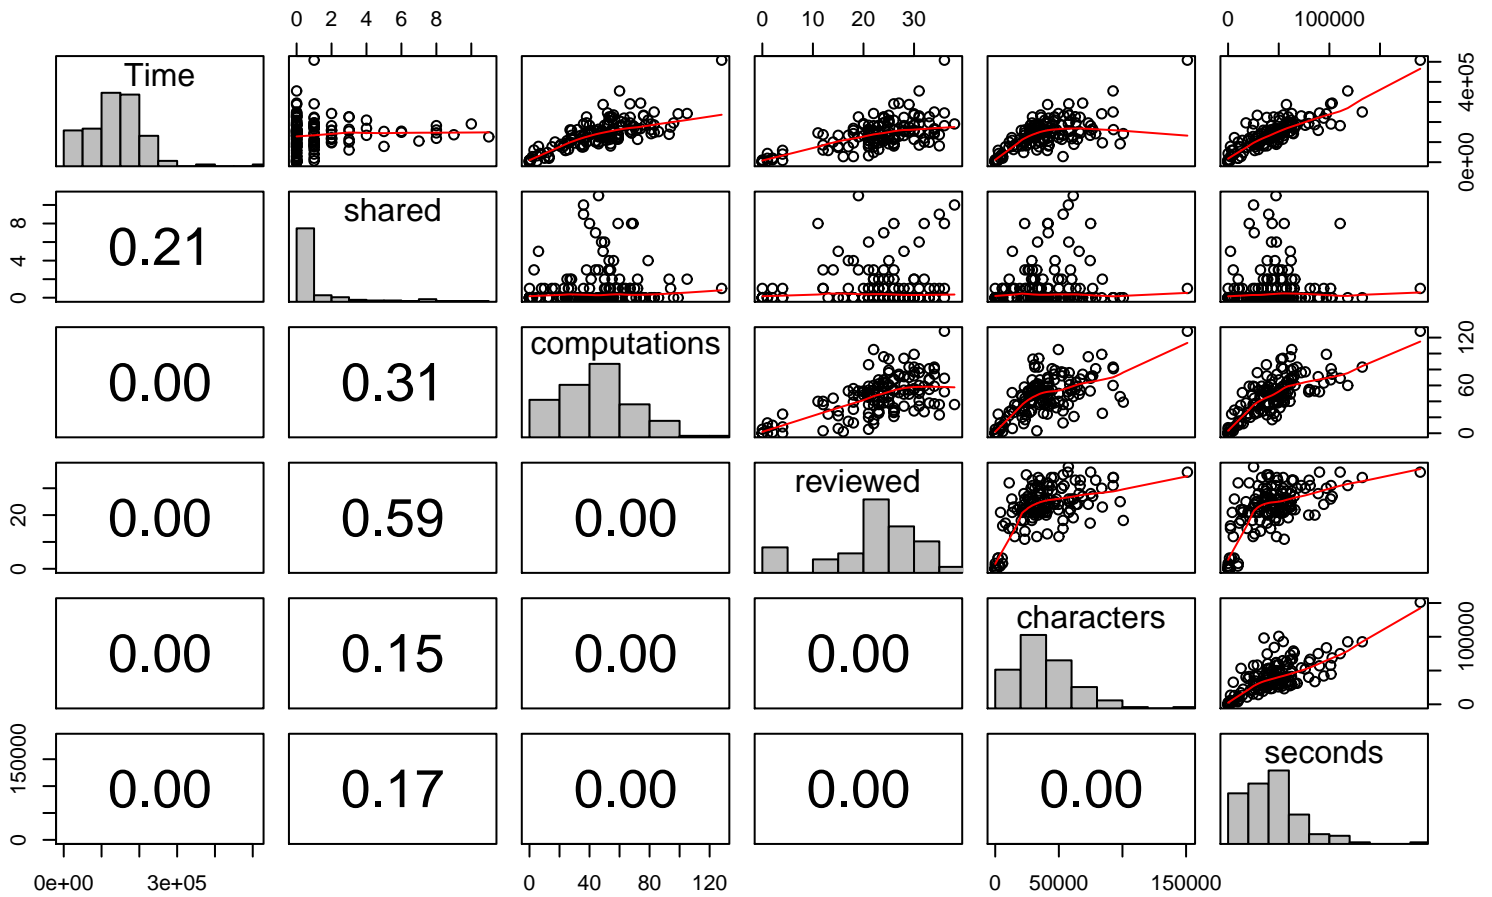 0 2 4 6 8 0 10 20 30 0 100000
Time
0e+00 4e+05
0.21 shared
0 4 8
0.00 0.31 computations
0 60 120
0.00 0.59 0.00 reviewed
0 20
0.00 0.15 0.00 0.00 characters
0 100000
0.00 0.17 0.00 0.00 0.00 seconds
0 150000
0e+00 3e+05 0 40 80 120 0 50000 150000